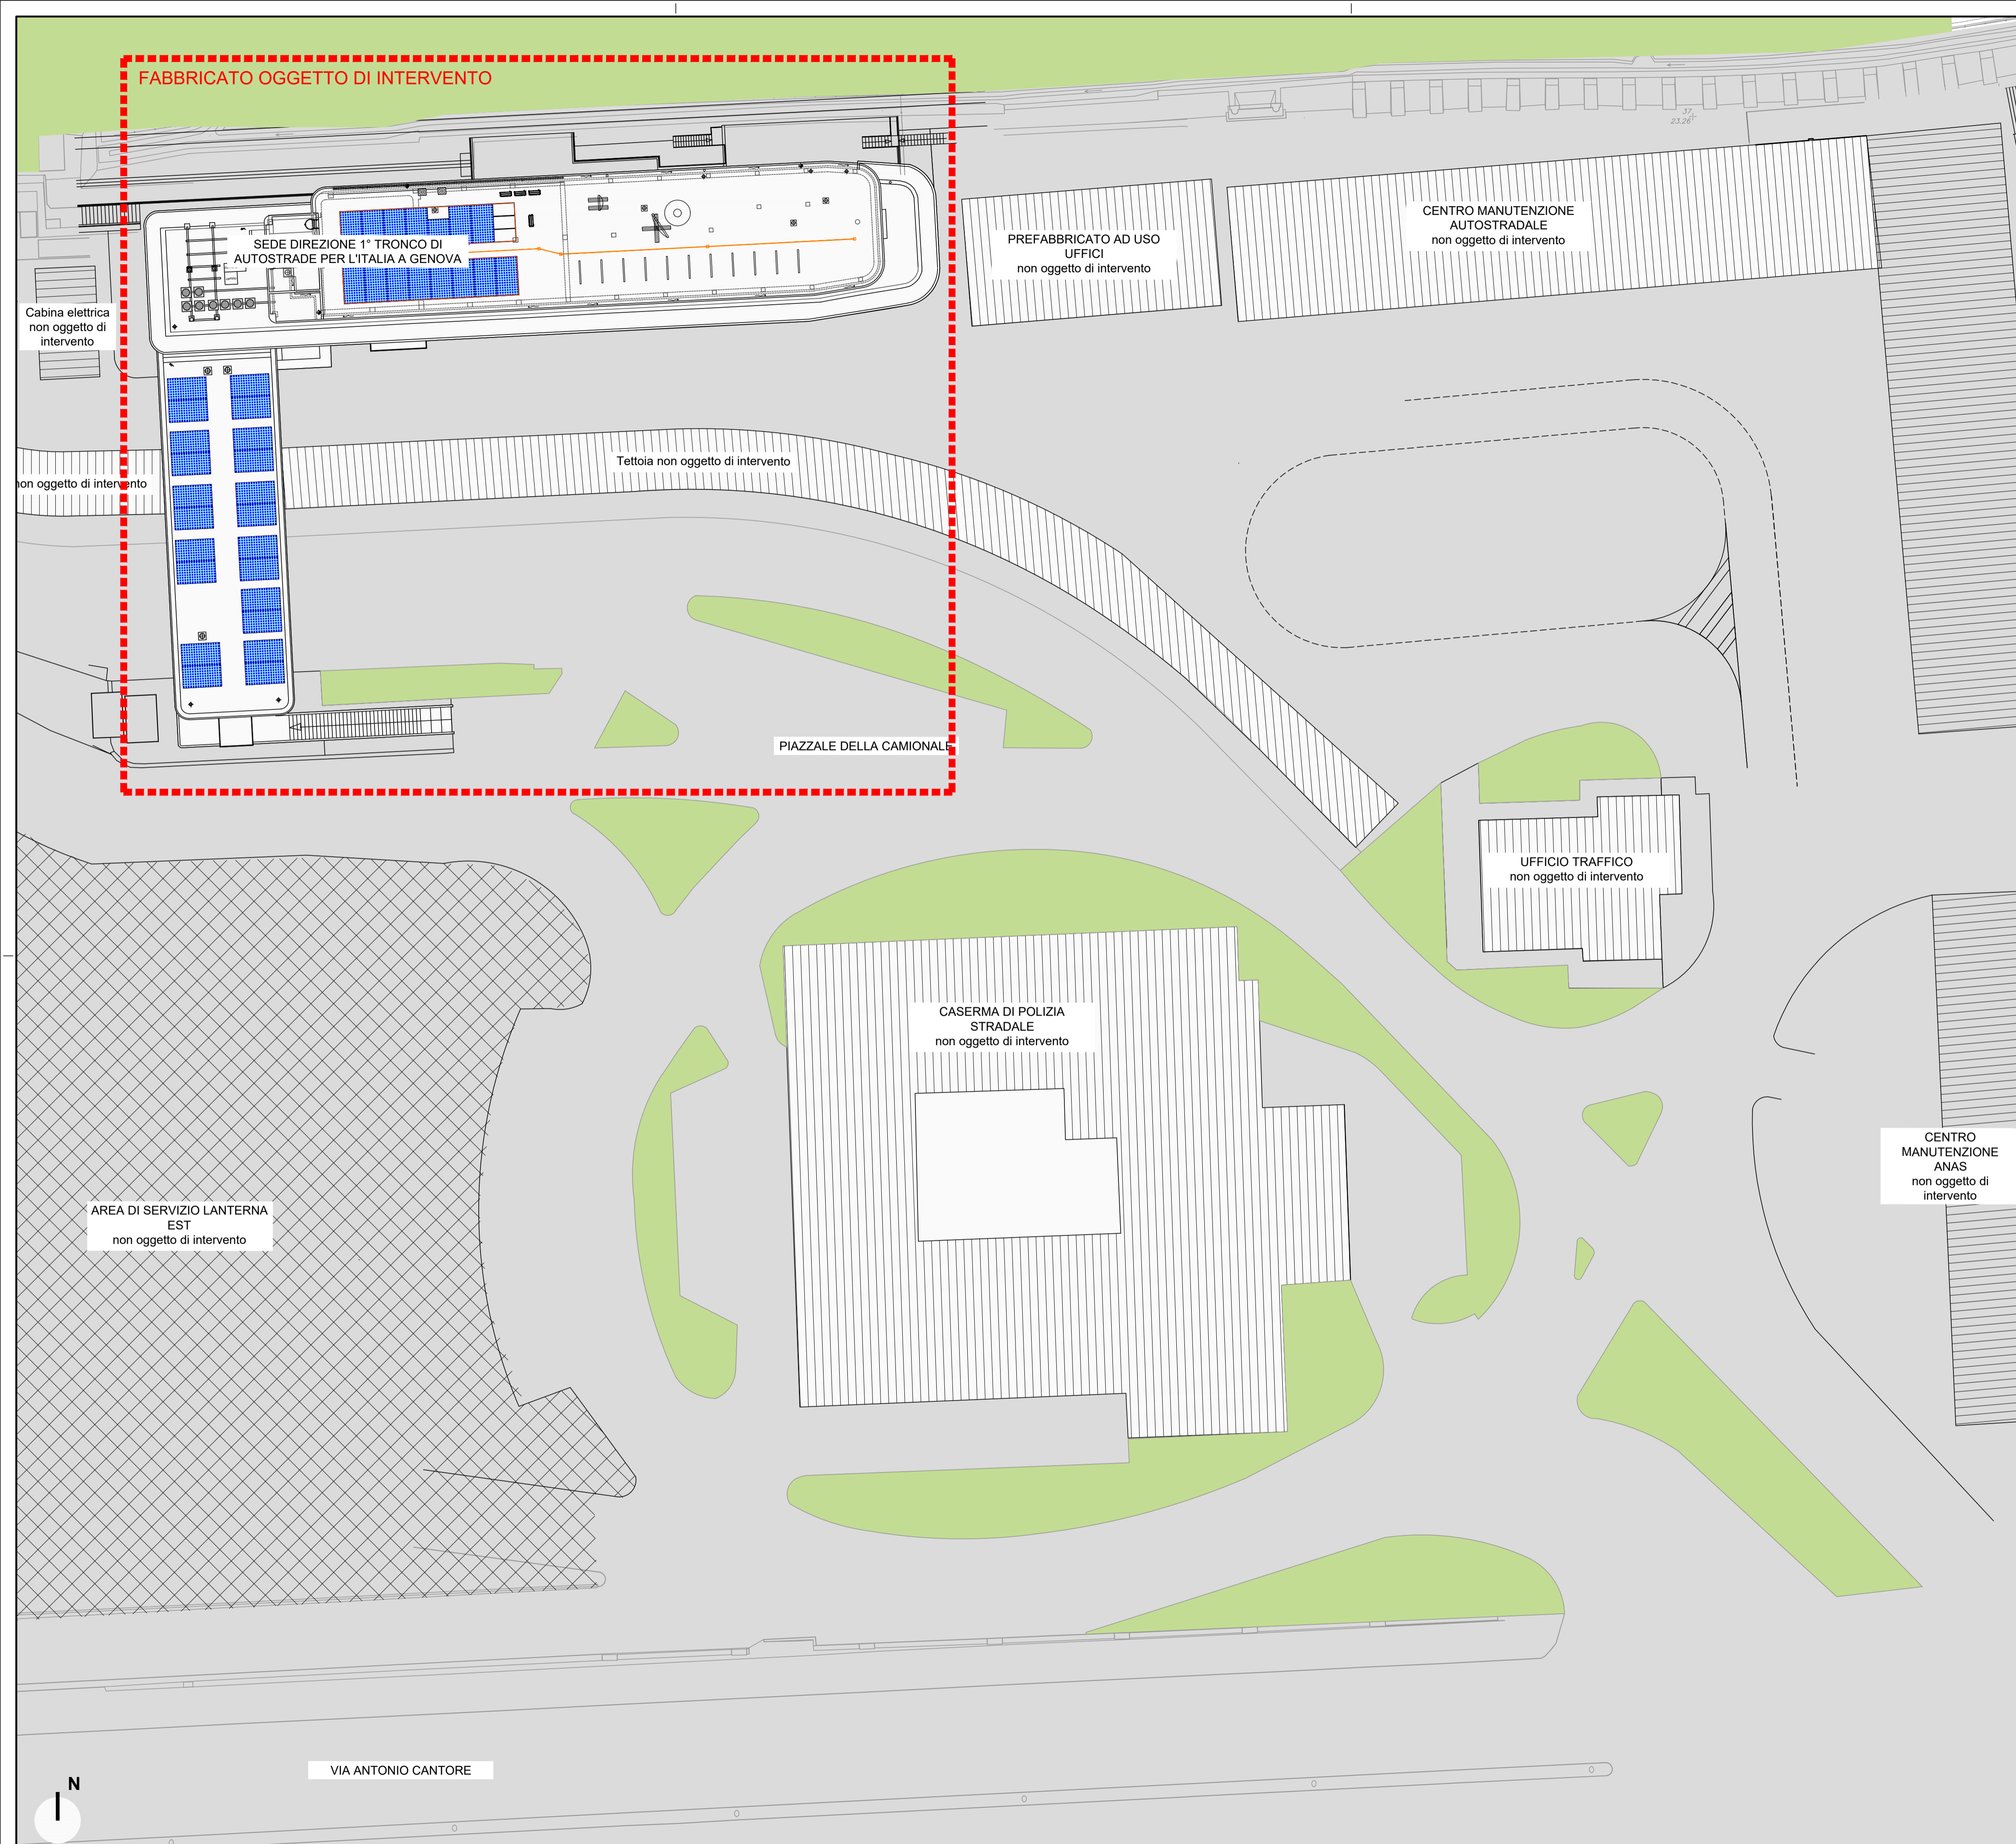 FABBRICATO OGGETTO DI INTERVENTO
37
23.26
CENTRO MANUTENZIONE
AUTOSTRADALE
non oggetto di intervento
PREFABBRICATO AD USO
UFFICI
non oggetto di intervento
SEDE DIREZIONE 1° TRONCO DI
AUTOSTRADE PER L'ITALIA A GENOVA
Cabina elettrica
non oggetto di
intervento
Tettoia non oggetto di intervento
non oggetto di intervento
PIAZZALE DELLA CAMIONALE
UFFICIO TRAFFICO
non oggetto di intervento
CASERMA DI POLIZIA
STRADALE
non oggetto di intervento
CENTRO
MANUTENZIONE
ANAS
non oggetto di
intervento
AREA DI SERVIZIO LANTERNA
EST
non oggetto di intervento
VIA ANTONIO CANTORE
N